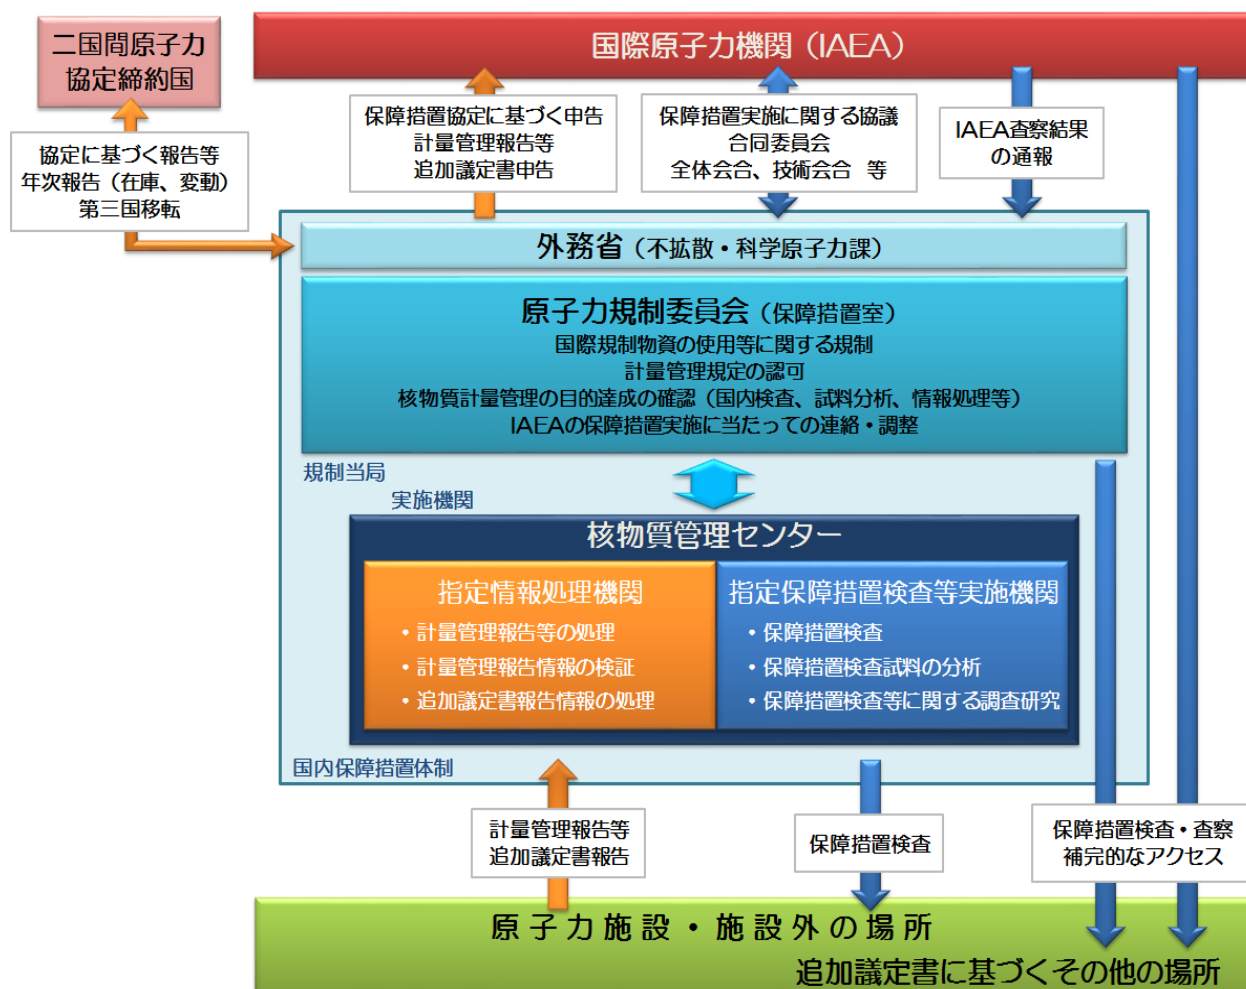 二国間原子力
協定締約国
国際原子力機関（IAEA）
協定に基づく報告等
年次報告（在庫、変動）
第三国移転
保障措置協定に基づく申告
計量管理報告等
追加議定書申告
保障措置実施に関する協議
合同委員会
全体会合、技術会合 等
IAEA査察結果
の通報
外務省（不拡散・科学原子力課）
原子力規制委員会（保障措置室）
国際規制物資の使用等に関する規制
計量管理規定の認可
核物質計量管理の目的達成の確認（国内検査、試料分析、情報処理等）
IAEAの保障措置実施に当たっての連絡・調整
規制当局
実施機関
核物質管理センター
指定情報処理機関
・計量管理報告等の処理
・計量管理報告情報の検証
・追加議定書報告情報の処理
指定保障措置検査等実施機関
・保障措置検査
・保障措置検査試料の分析
・保障措置検査等に関する調査研究
国内保障措置体制
計量管理報告等
追加議定書報告
保障措置検査
保障措置検査・査察
補完的なアクセス
原子力施設・施設外の場所
追加議定書に基づくその他の場所